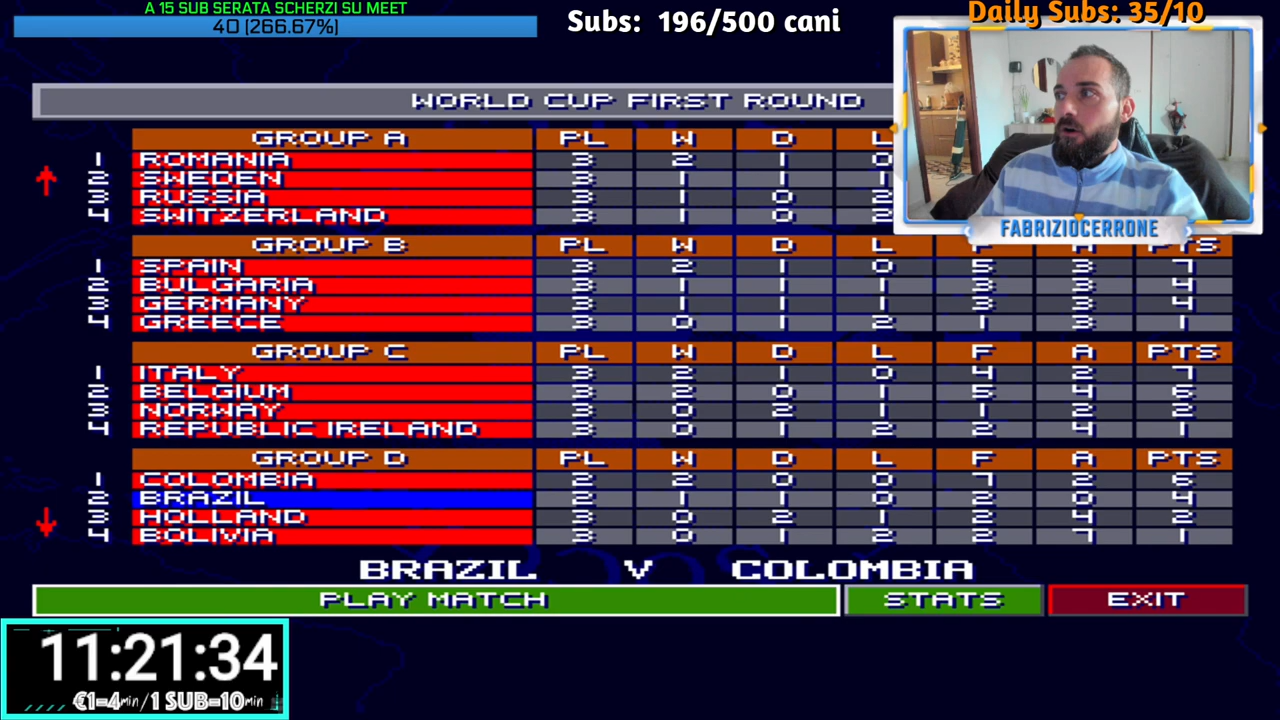 A 15 SUB SERATA SCHERZI SU MEET
40 (266.67%)
Subs: 196/500 cani
Daily Subs: 35/10
FABRIZIOCERRONE
WORLD CUP FIRST ROUND
GROUP A PL W D L
1 ROMANIA 3 2 1 0
2 SWEDEN 3 1 1 1
3 RUSSIA 3 1 0 2
4 SWITZERLAND 3 1 0 2
GROUP B PL W D L F A PTS
1 SPAIN 3 2 1 0 5 3 7
2 BULGARIA 3 1 1 1 3 3 4
3 GERMANY 3 1 1 1 3 3 4
4 GREECE 3 0 1 2 1 3 1
GROUP C PL W D L F A PTS
1 ITALY 3 2 1 0 4 2 7
2 BELGIUM 3 2 0 1 5 4 6
3 NORWAY 3 0 2 1 1 2 2
4 REPUBLIC IRELAND 3 0 1 2 2 4 1
GROUP D PL W D L F A PTS
1 COLOMBIA 2 2 0 0 7 2 6
2 BRAZIL 2 1 1 0 2 0 4
3 HOLLAND 3 0 2 1 2 4 2
4 BOLIVIA 3 0 1 2 2 7 1
BRAZIL V COLOMBIA
PLAY MATCH STATS EXIT
11:21:34
€1=4min/1 SUB=10min